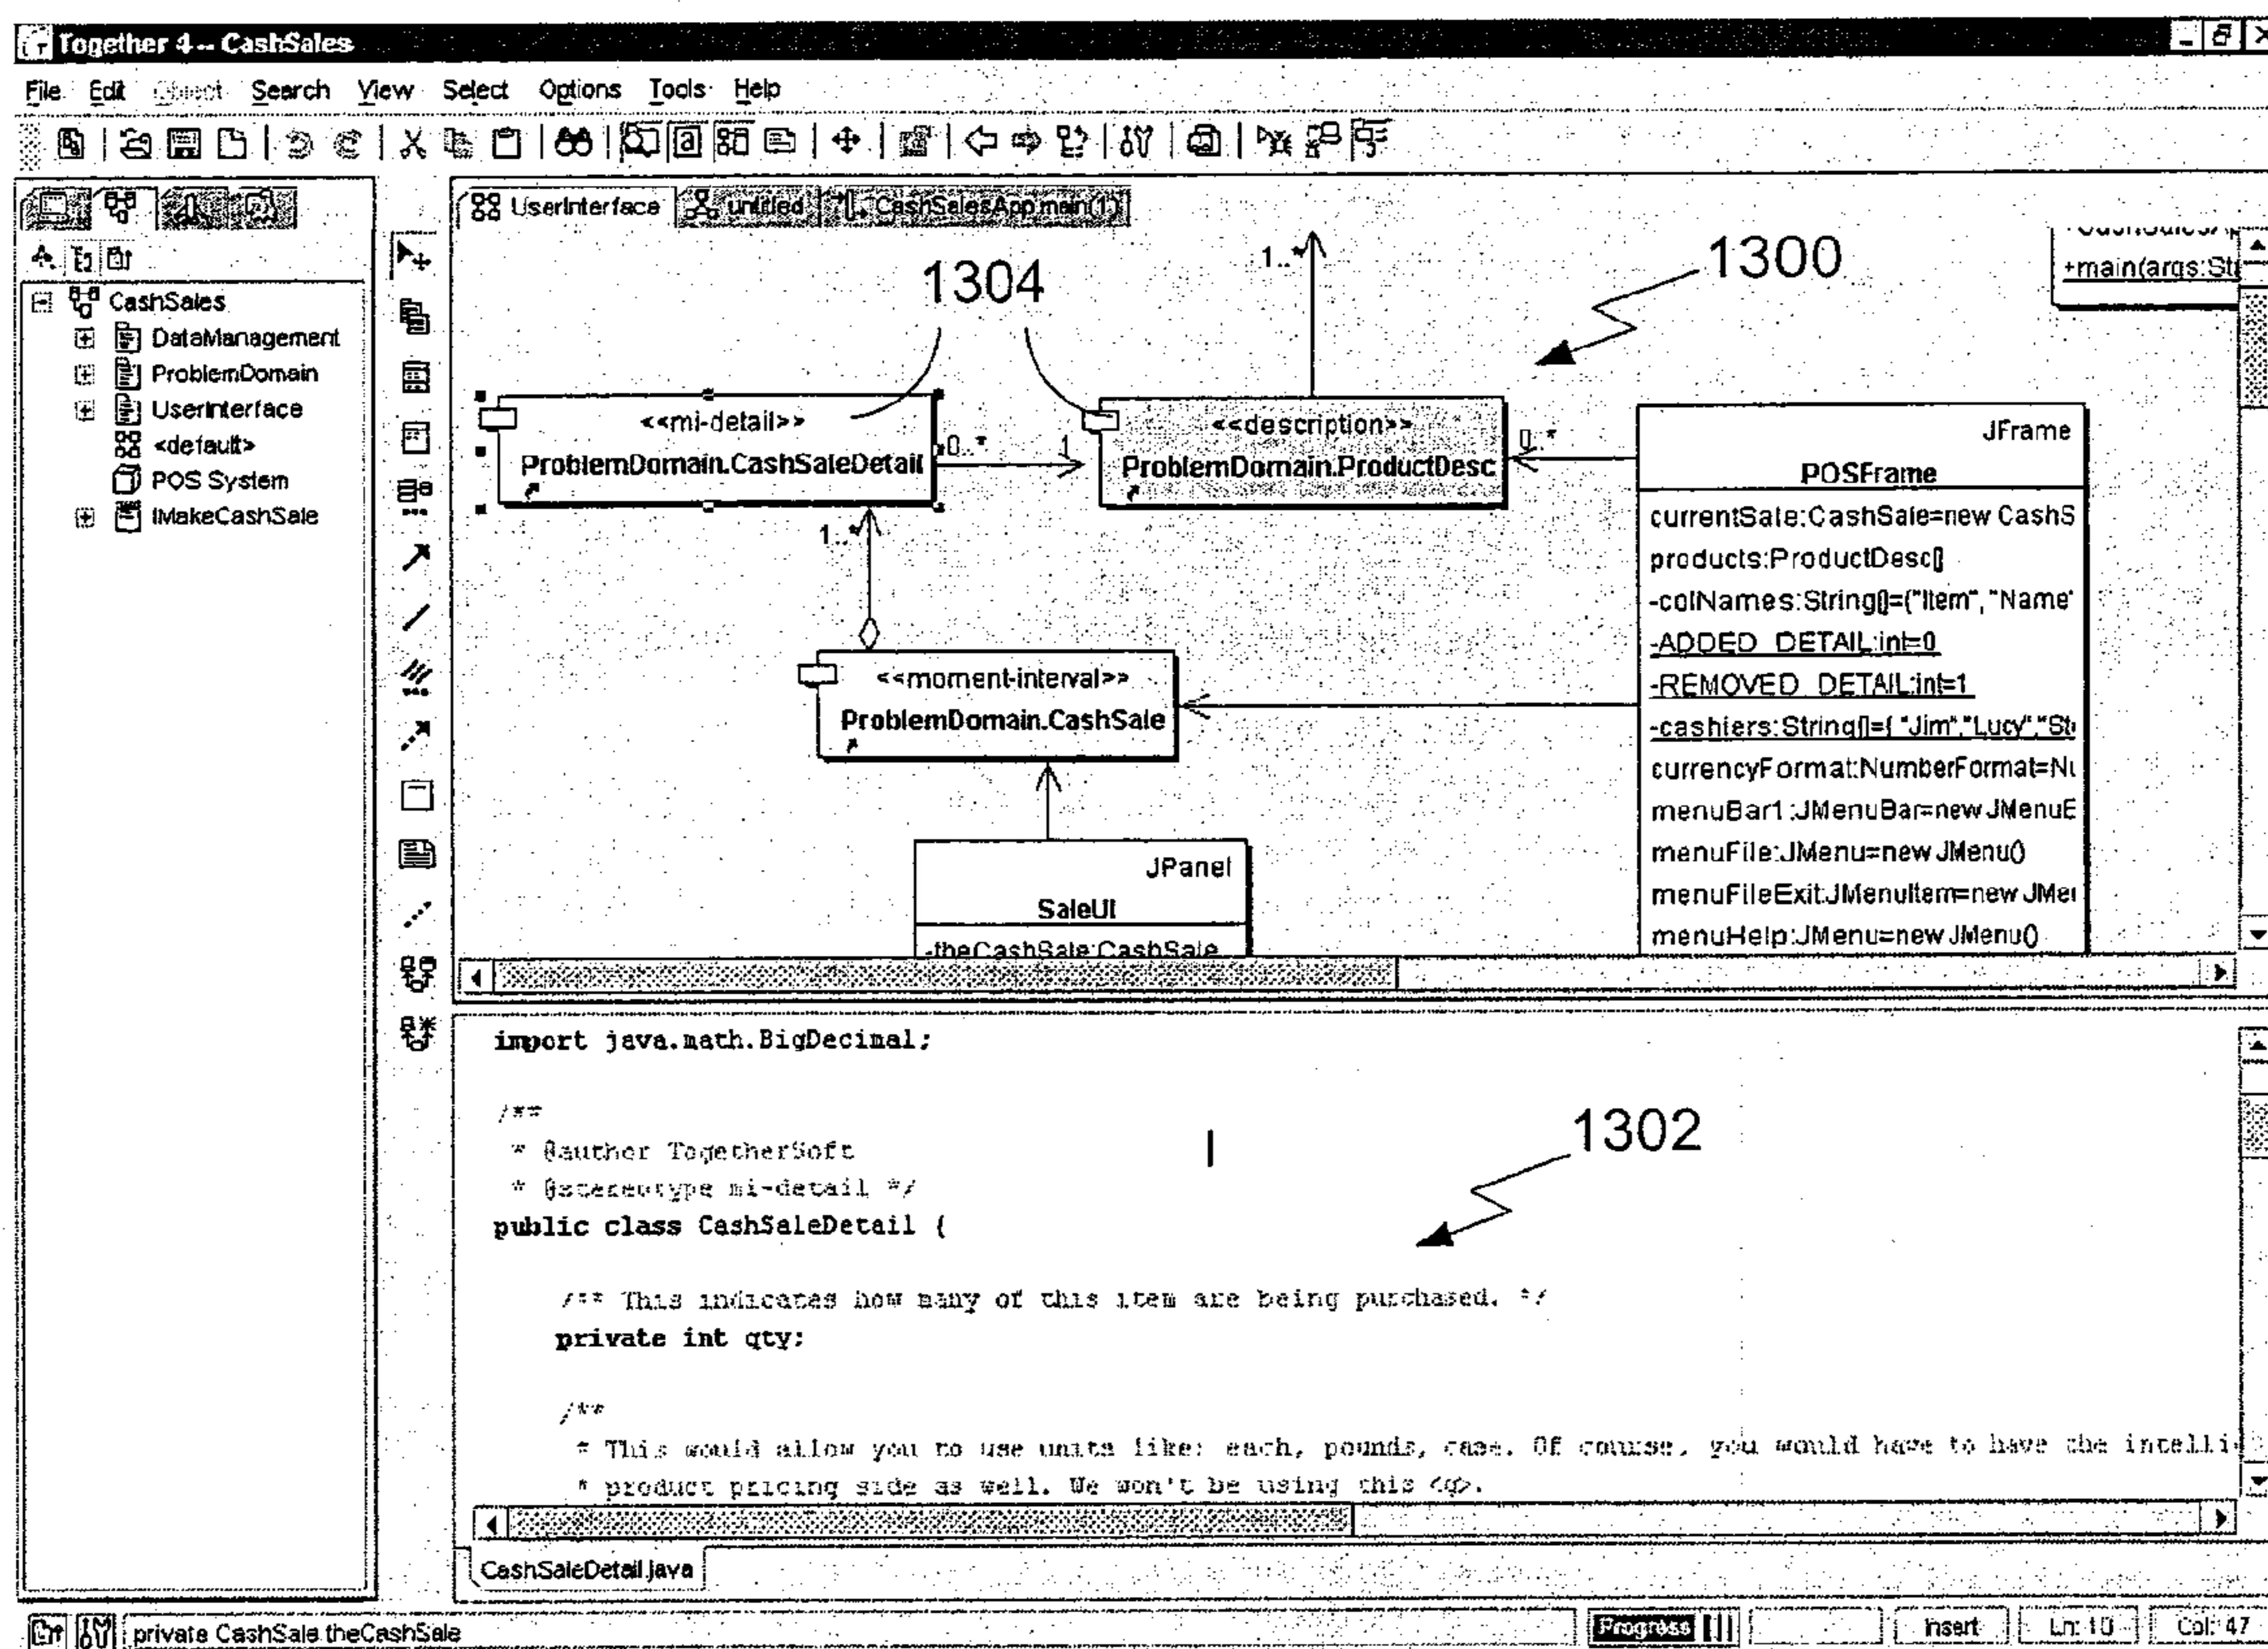 Together 4 -- CashSales
File Edit Object Search View Select Options Tools Help
UserInterface untitled CashSalesApp.main(1)
CashSales
DataManagement
ProblemDomain
UserInterface
<default>
POS System
IMakeCashSale
1304
1..*
1300
+main(args:St
<<mi-detail>>
ProblemDomain.CashSaleDetail
0..* 1
<<description>>
ProblemDomain.ProductDesc
0..*
JFrame
POSFrame
currentSale:CashSale=new CashS
products:ProductDesc[]
-colNames:String[]={"Item","Name"
-ADDED_DETAIL:int=0
-REMOVED_DETAIL:int=1
-cashiers:String[]={"Jim","Lucy","St
currencyFormat:NumberFormat=Nu
menuBar1:JMenuBar=new JMenuB
menuFile:JMenu=new JMenu()
menuFileExit:JMenuItem=new JMe
menuHelp:JMenu=new JMenu()
1..*
<<moment-interval>>
ProblemDomain.CashSale
JPanel
SaleUI
-theCashSale:CashSale
import java.math.BigDecimal;
/**
* @author TogetherSoft
* @stereotype mi-detail */
public class CashSaleDetail {
1302
/** This indicates how many of this item are being purchased. */
private int qty;
/**
* This would allow you to use units like: each, pounds, case. Of course, you would have to have the intelli
* product pricing side as well. We won't be using this
CashSaleDetail.java
private CashSale theCashSale
Progress
Insert
Ln: 10
Col: 47